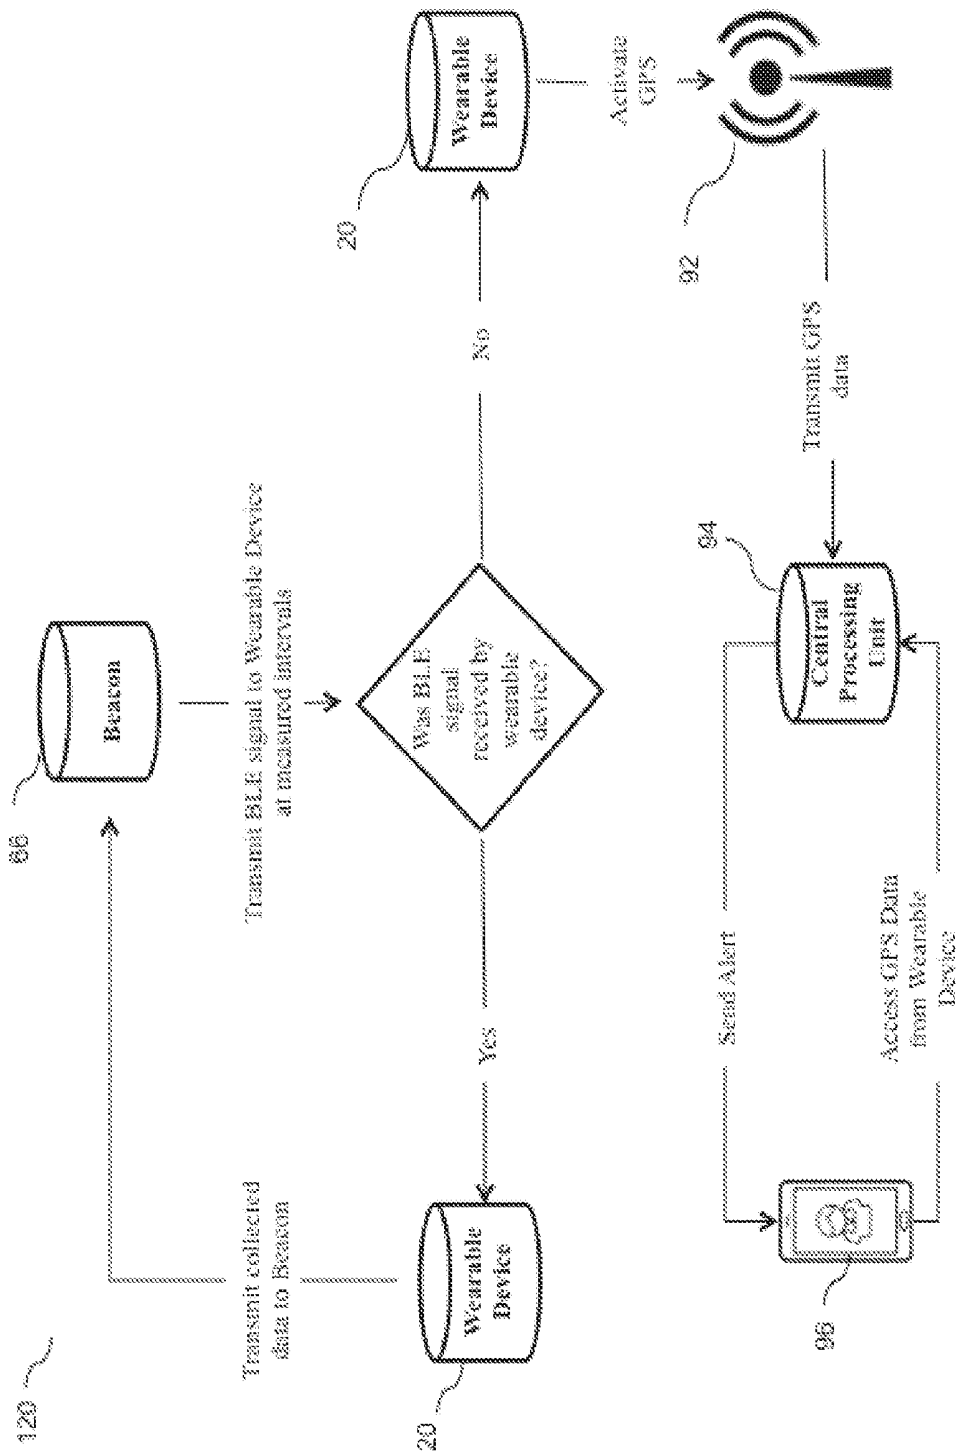 120
66
Beacon
Transmit collected
data to Beacon
Transmit BLE signal to Wearable Device
at measured intervals
20
Wearable
Device
Yes
Was BLE
signal
received by
wearable
device?
No
20
Wearable
Device
Activate
GPS
92
Transmit GPS
data
94
Central
Processing
Unit
Send Alert
Access GPS Data
from Wearable
Device
96